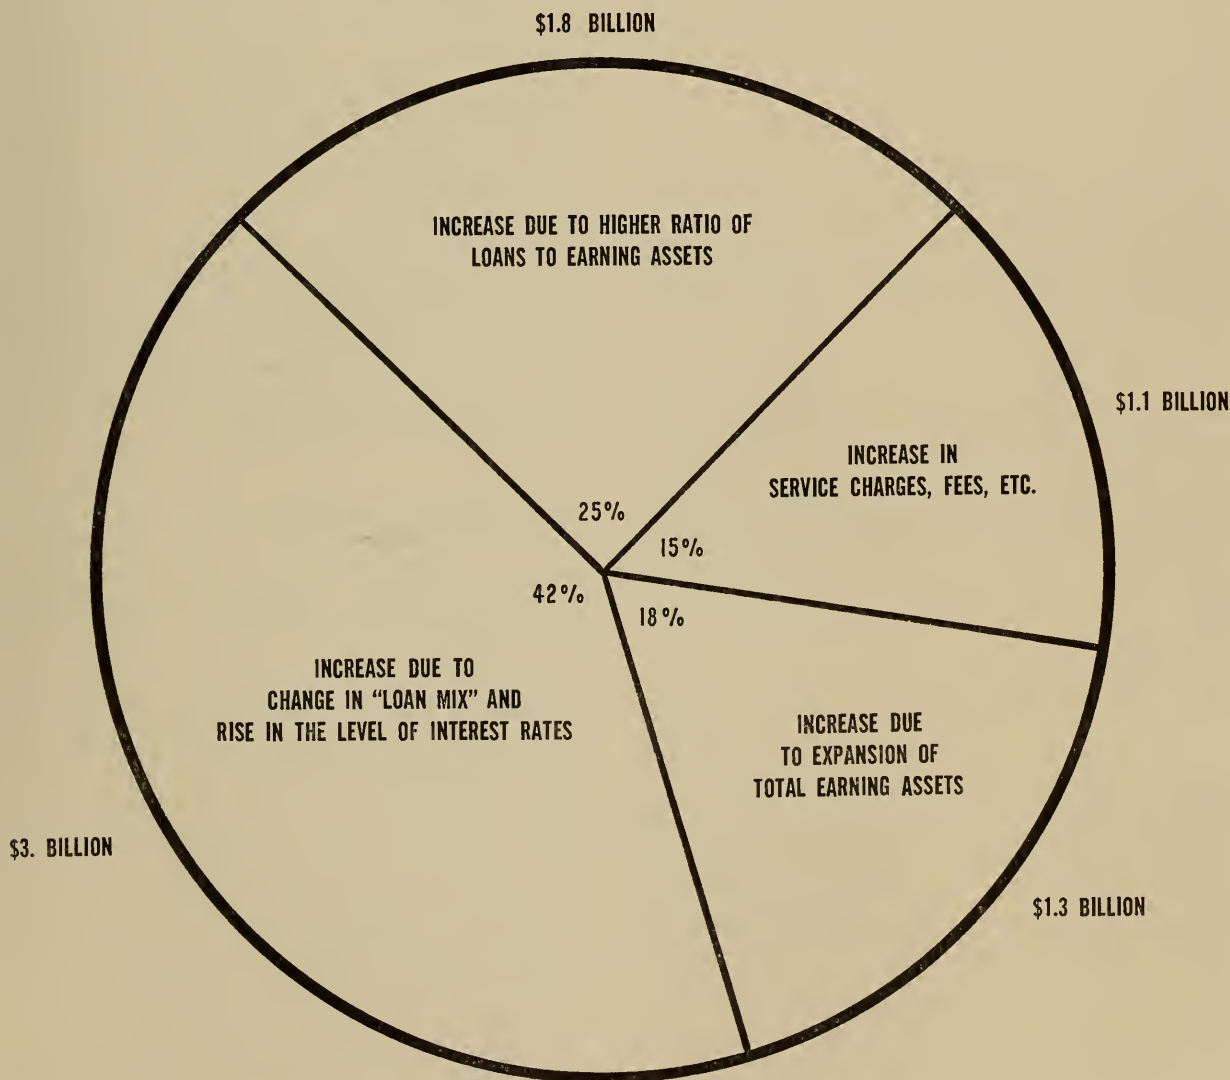 $1.8 BILLION
INCREASE DUE TO HIGHER RATIO OF
LOANS TO EARNING ASSETS
$1.1 BILLION
INCREASE IN
SERVICE CHARGES, FEES, ETC.
25%
15%
42%
18%
INCREASE DUE TO
CHANGE IN “LOAN MIX” AND
RISE IN THE LEVEL OF INTEREST RATES
INCREASE DUE
TO EXPANSION OF
TOTAL EARNING ASSETS
$3. BILLION
$1.3 BILLION